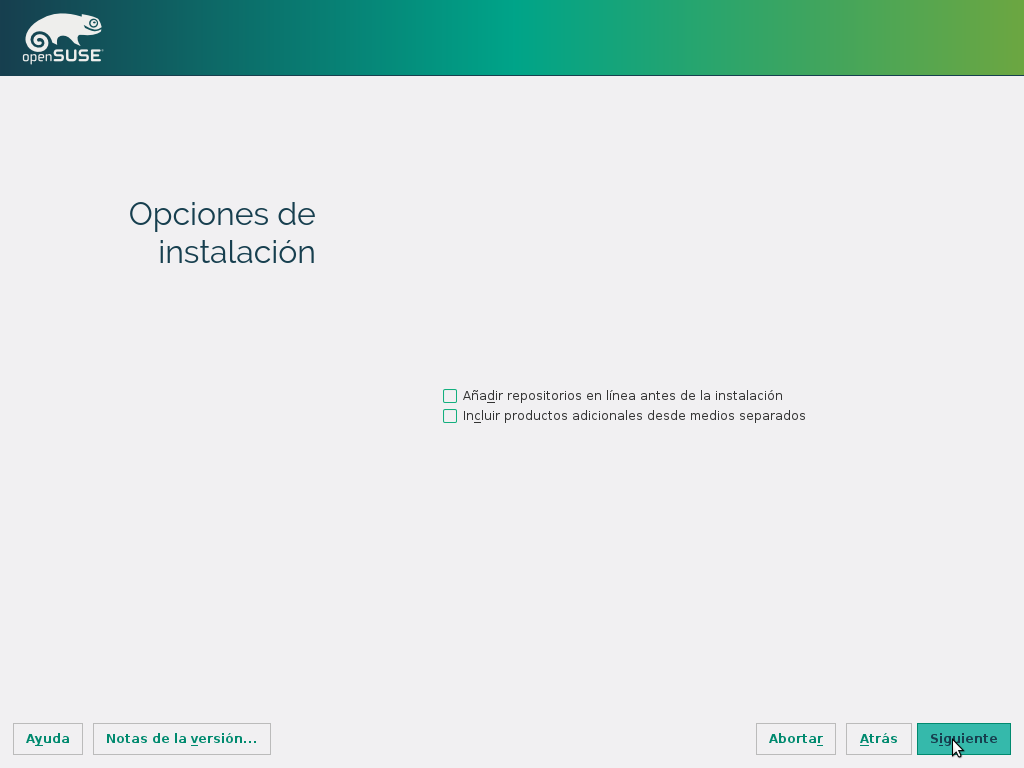 openSUSE
Opciones de
instalación
Añadir repositorios en línea antes de la instalación
Incluir productos adicionales desde medios separados
Ayuda
Notas de la versión...
Abortar
Atrás
Siguiente